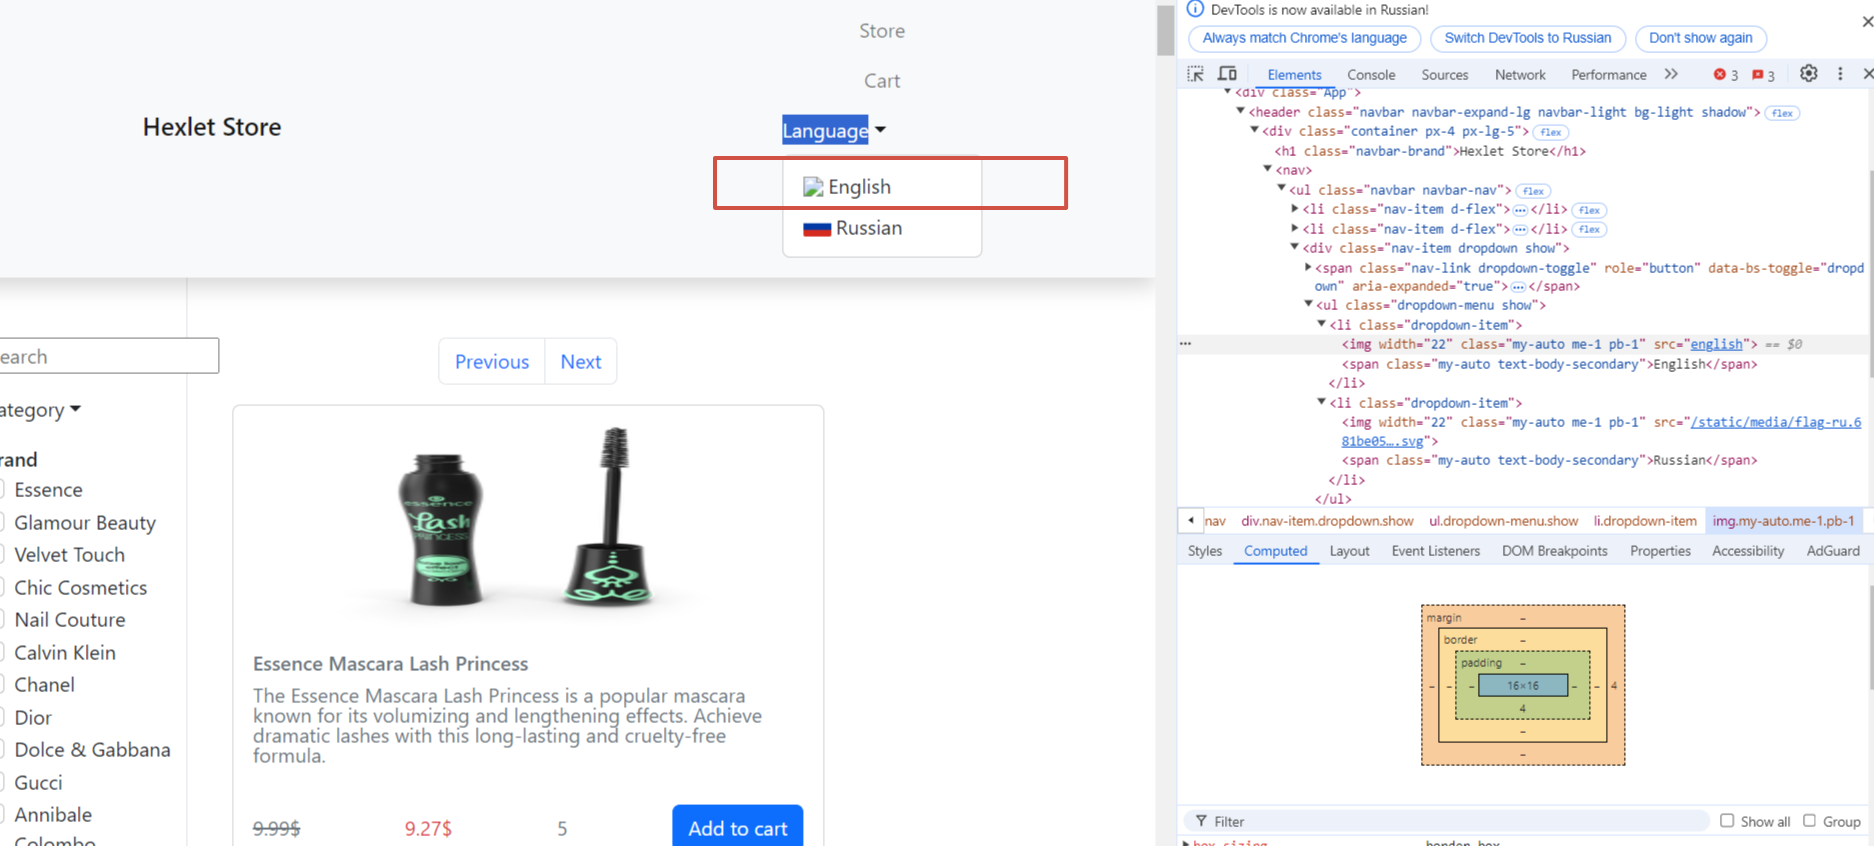 Store
Cart
Hexlet Store
Language
English
Russian
earch
Previous
Next
ategory
rand
Essence
Glamour Beauty
Velvet Touch
Chic Cosmetics
Nail Couture
Calvin Klein
Chanel
Dior
Dolce & Gabbana
Gucci
Annibale
Colombo
essence
Lash
PRINCESS
Essence Mascara Lash Princess
The Essence Mascara Lash Princess is a popular mascara
known for its volumizing and lengthening effects. Achieve
dramatic lashes with this long-lasting and cruelty-free
formula.
9.99$ 9.27$ 5 Add to cart
DevTools is now available in Russian!
Always match Chrome's language
Switch DevTools to Russian
Don't show again
Elements Console Sources Network Performance 3 3
<div class="App">
<header class="navbar navbar-expand-lg navbar-light bg-light shadow"> flex
<div class="container px-4 px-lg-5"> flex
<h1 class="navbar-brand">Hexlet Store</h1>
<nav>
<ul class="navbar navbar-nav"> flex
<li class="nav-item d-flex">…</li> flex
<li class="nav-item d-flex">…</li> flex
<div class="nav-item dropdown show">
<span class="nav-link dropdown-toggle" role="button" data-bs-toggle="dropd
own" aria-expanded="true">…</span>
<ul class="dropdown-menu show">
<li class="dropdown-item">
… <img width="22" class="my-auto me-1 pb-1" src="english"> == $0
<span class="my-auto text-body-secondary">English</span>
</li>
<li class="dropdown-item">
<img width="22" class="my-auto me-1 pb-1" src="/static/media/flag-ru.6
81be05….svg">
<span class="my-auto text-body-secondary">Russian</span>
</li>
</ul>
nav div.nav-item.dropdown.show ul.dropdown-menu.show li.dropdown-item img.my-auto.me-1.pb-1
Styles Computed Layout Event Listeners DOM Breakpoints Properties Accessibility AdGuard
margin –
border –
padding –
– – – 16×16 – – 4
4
–
–
Filter Show all Group
box-sizing border-box